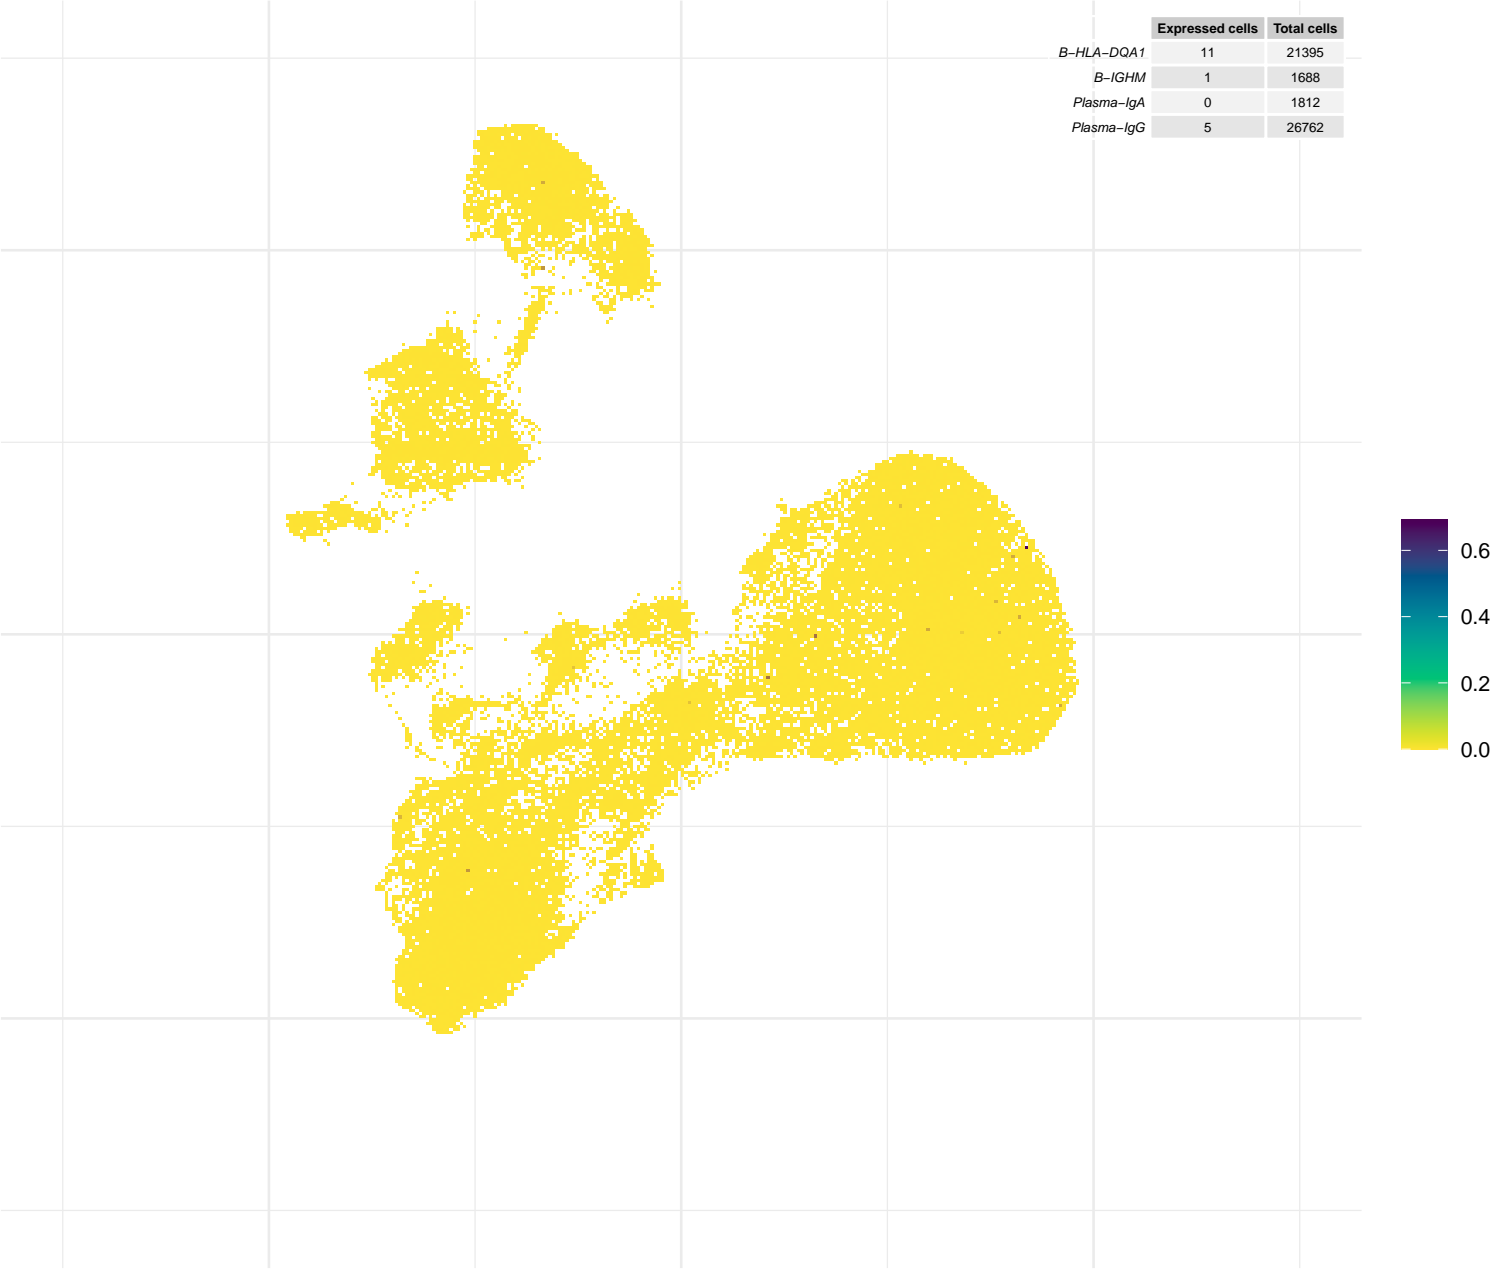 Expressed cells Total cells
B−HLA−DQA1 11 21395
B−IGHM 1 1688
Plasma−IgA 0 1812
Plasma−IgG 5 26762
0.6
0.4
0.2
0.0